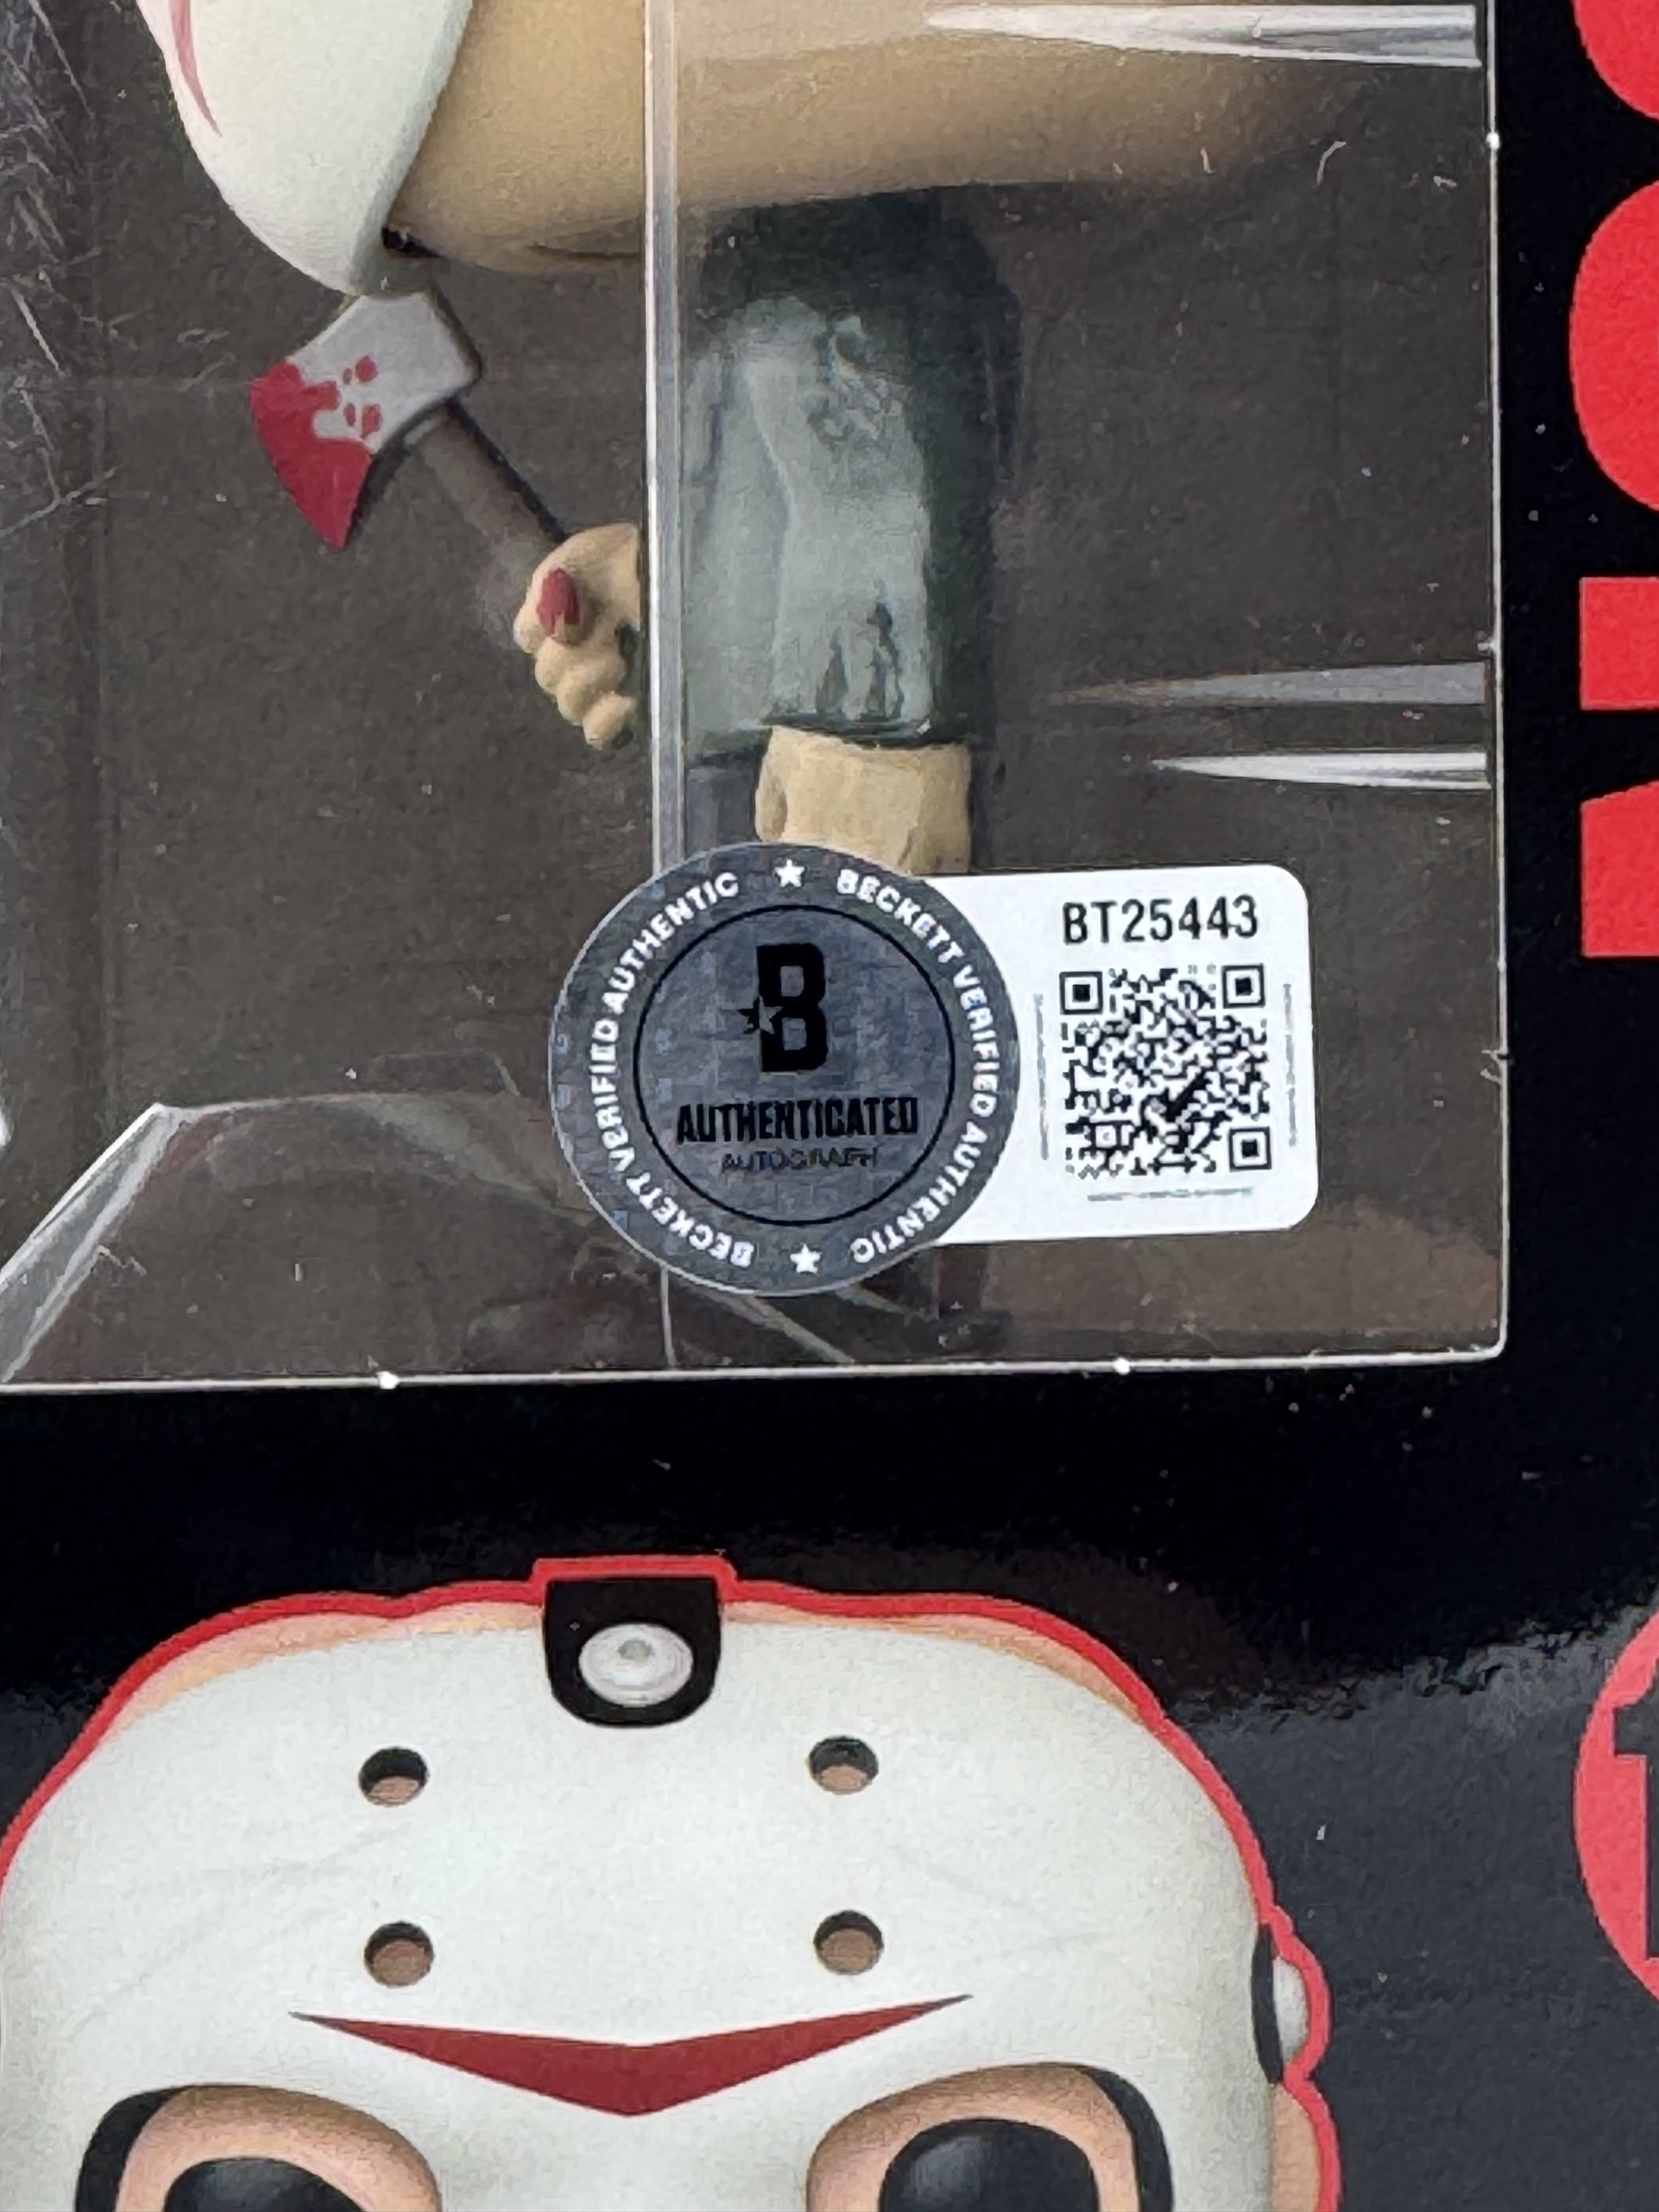 BECKETT VERIFIED AUTHENTIC ★ BECKETT VERIFIED AUTHENTIC ★
B
AUTHENTICATED
AUTOGRAPH
BT25443